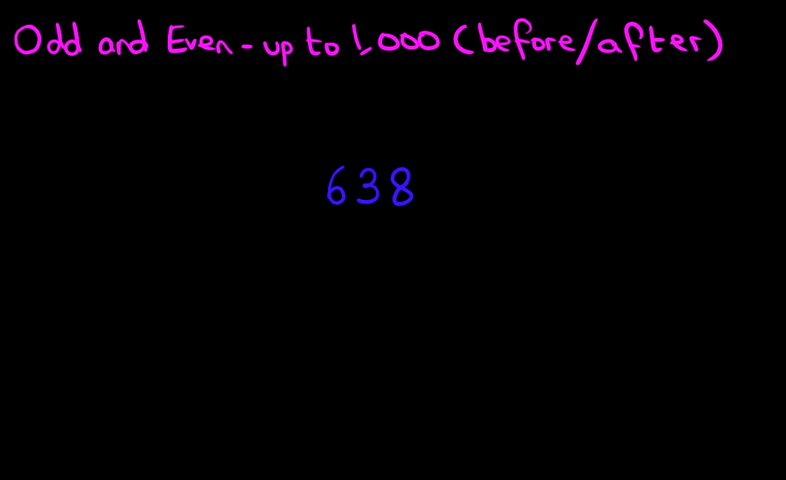 Odd and Even - up to 1,000 (before/after)
638